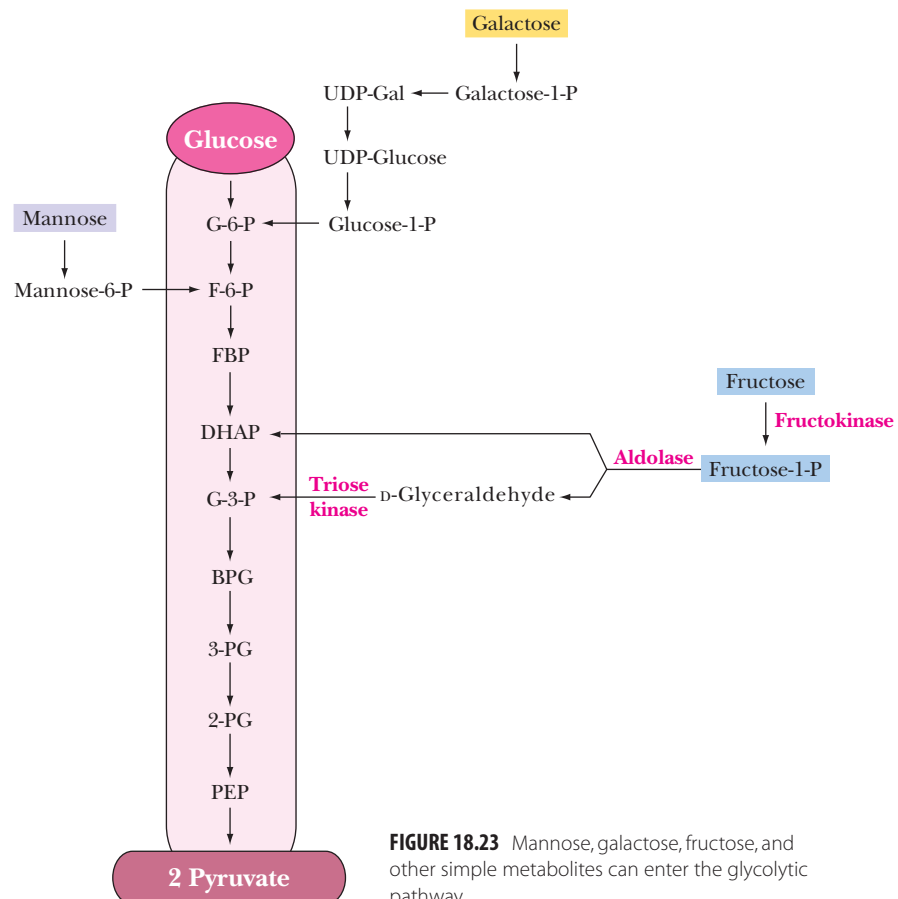 Galactose
UDP-Gal
Galactose-1-P
Glucose
UDP-Glucose
Mannose
G-6-P
Glucose-1-P
Mannose-6-P
F-6-P
FBP
Fructose
Fructokinase
DHAP
Aldolase
Fructose-1-P
G-3-P
Triose
kinase
D-Glyceraldehyde
BPG
3-PG
2-PG
PEP
2 Pyruvate
FIGURE 18.23 Mannose, galactose, fructose, and
other simple metabolites can enter the glycolytic
pathway